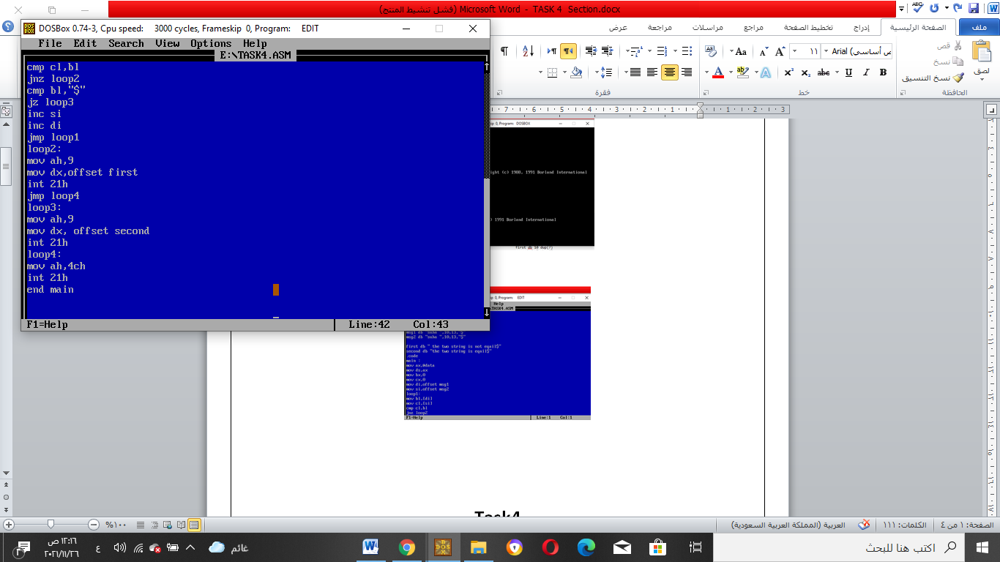 Microsoft Word - TASK 4 Section.docx (فشل تنشيط المنتج)
ملف
الصفحة الرئيسية
إدراج
تخطيط الصفحة
مراجع
مراسلات
مراجعة
عرض
لصق
قص
نسخ
نسخ التنسيق
الحافظة
Arial (ص أساسي)
١١
خط
فقرة
DOSBox 0.74-3, Cpu speed: 3000 cycles, Frameskip 0, Program: EDIT
File Edit Search View Options Help
E:\TASK4.ASM
cmp cl,bl
jnz loop2
cmp bl,"$"
jz loop3
inc si
inc di
jmp loop1
loop2:
mov ah,9
mov dx,offset first
int 21h
jmp loop4
loop3:
mov ah,9
mov dx, offset second
int 21h
loop4:
mov ah,4ch
int 21h
end main
F1=Help Line:42 Col:43
0, Program: DOSBOX
ght (c) 1988, 1991 Borland International
) 1991 Borland International
first db 50 dup(?)
0, Program: EDIT
Help
TASK4.ASM
msg1 db "suha ",10,13,"$"
msg2 db "suha ",10,13,"$"
first db " the two string is not eqall$"
second db "the two string is eqall$"
.code
main :
mov ax,@data
mov ds,ax
mov bx,0
mov cx,0
mov di,offset msg1
mov si,offset msg2
loop1:
mov bl,[di]
mov cl,[si]
cmp cl,bl
jnz loop2
F1=Help Line:1 Col:1
Task4
الصفحة: ١ من ٤
الكلمات: ١١١
العربية (المملكة العربية السعودية)
١٠٠%
اكتب هنا للبحث
غائم
ع
١٢:١٦ ص
٢٠٢١/١١/٢٦